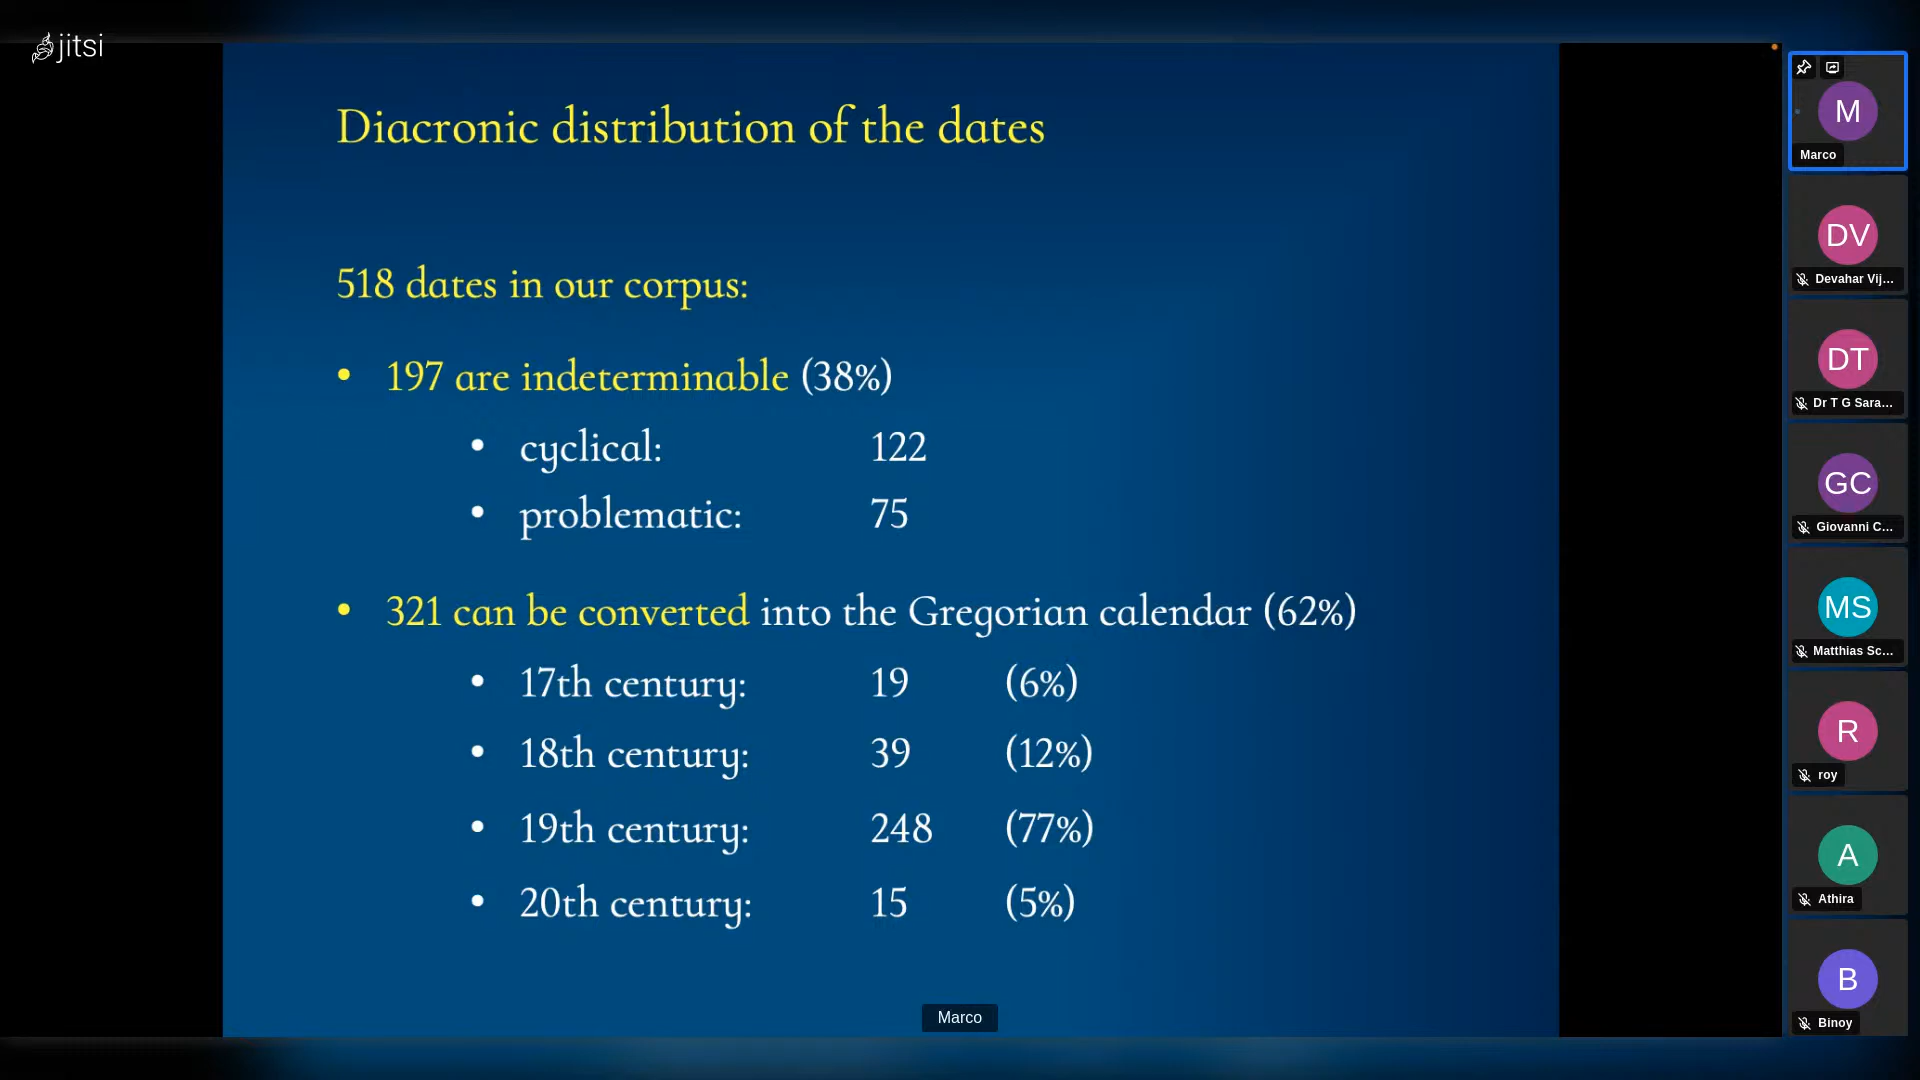 jitsi
Diacronic distribution of the dates
518 dates in our corpus:
• 197 are indeterminable (38%)
• cyclical: 122
• problematic: 75
• 321 can be converted into the Gregorian calendar (62%)
• 17th century: 19 (6%)
• 18th century: 39 (12%)
• 19th century: 248 (77%)
• 20th century: 15 (5%)
Marco
M
Marco
DV
Devahar Vij...
DT
Dr T G Sara...
GC
Giovanni C...
MS
Matthias Sc...
R
roy
A
Athira
B
Binoy